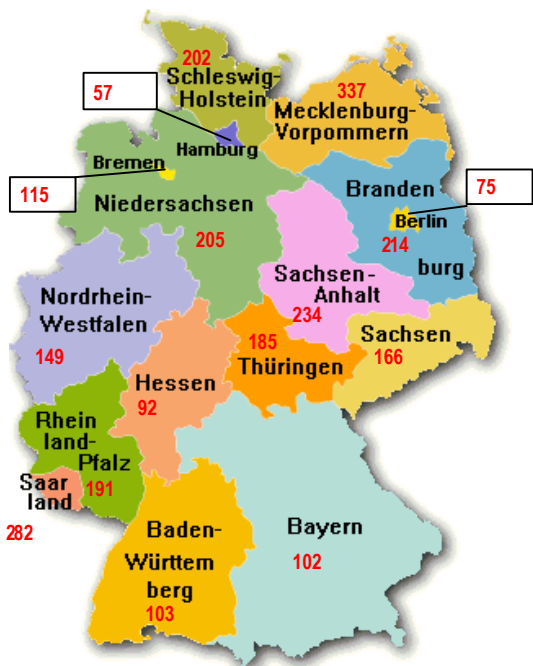 202
Schleswig-
Holstein
57
337
Mecklenburg-
Vorpommern
Hamburg
Bremen
115
Niedersachsen
205
Branden
burg
75
Berlin
214
Sachsen-
Anhalt
234
Nordrhein-
Westfalen
149
185
Thüringen
Sachsen
166
Hessen
92
Rhein
land-
Pfalz
191
Saar
land
282
Baden-
Württem
berg
103
Bayern
102